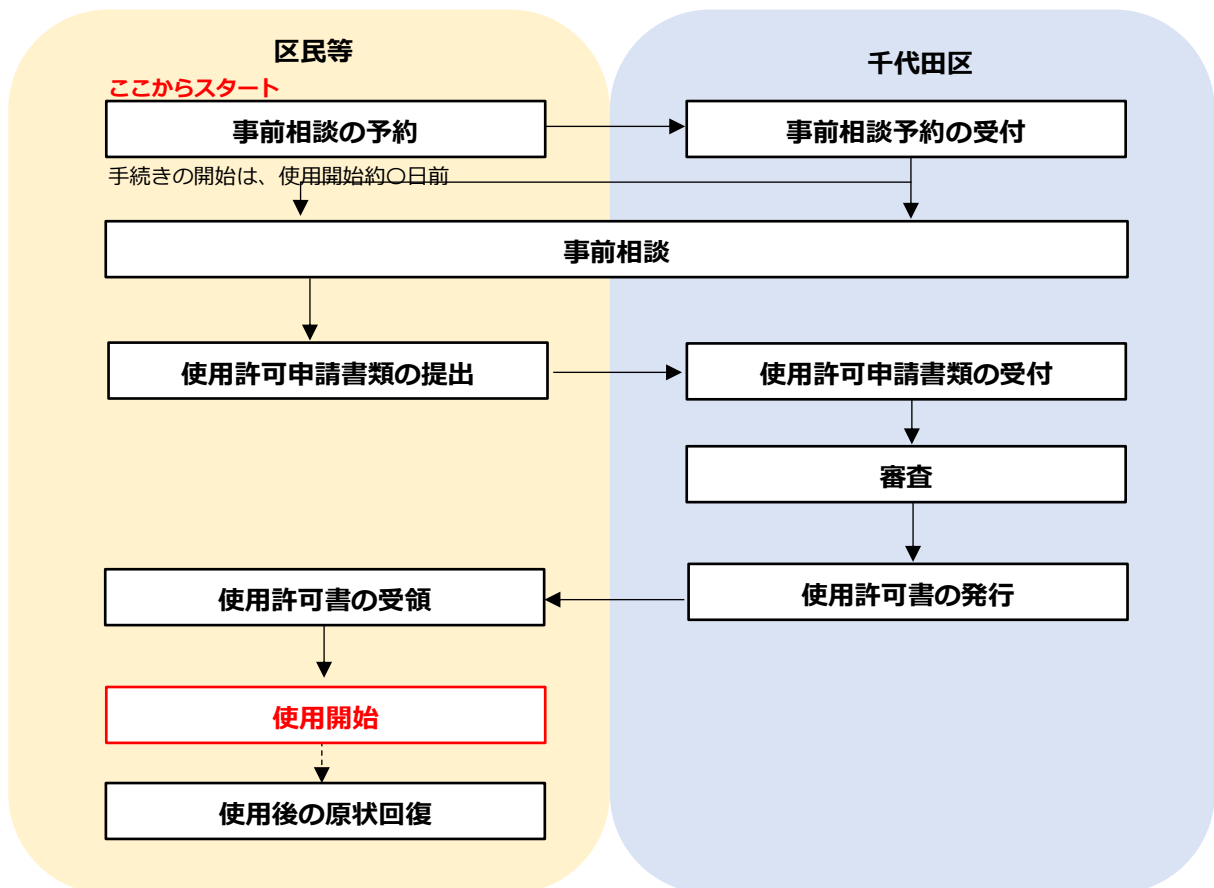 区民等
千代田区
ここからスタート
事前相談の予約
事前相談予約の受付
手続きの開始は、使用開始約〇日前
事前相談
使用許可申請書類の提出
使用許可申請書類の受付
審査
使用許可書の受領
使用許可書の発行
使用開始
使用後の原状回復